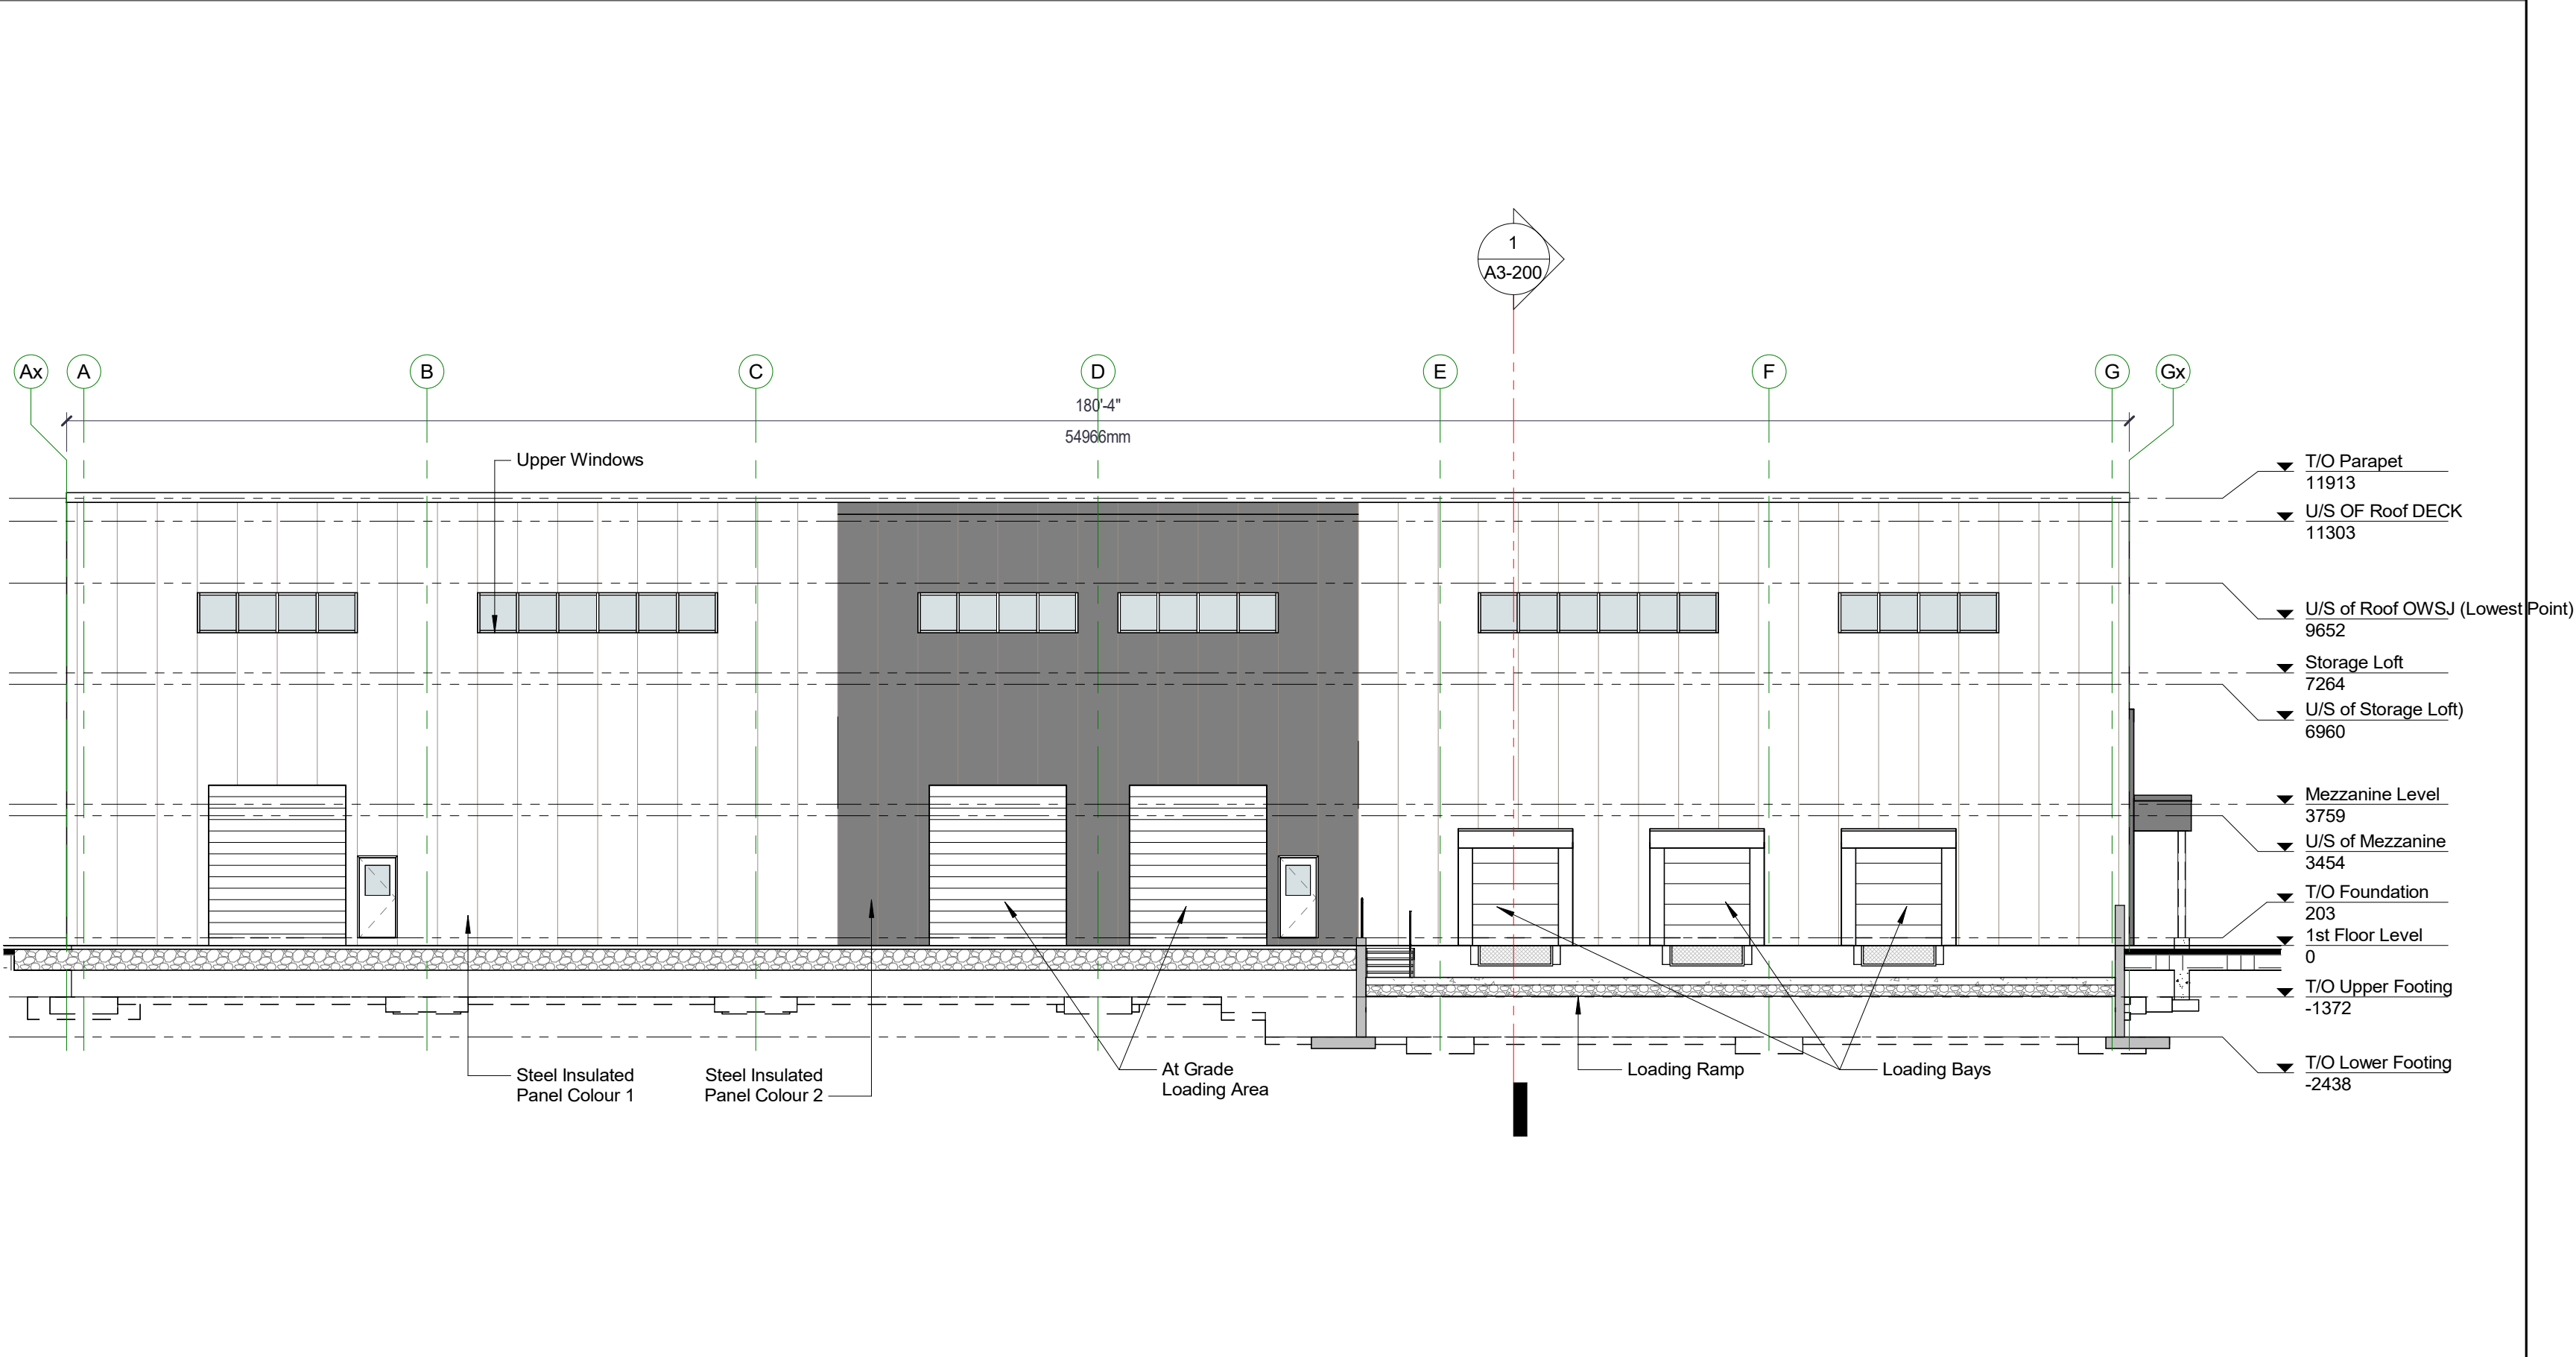 1
A3-200
Ax
A
B
C
D
E
F
G
Gx
180'-4"
54966mm
Upper Windows
T/O Parapet
11913
U/S OF Roof DECK
11303
U/S of Roof OWSJ (Lowest Point)
9652
Storage Loft
7264
U/S of Storage Loft)
6960
Mezzanine Level
3759
U/S of Mezzanine
3454
T/O Foundation
203
1st Floor Level
0
T/O Upper Footing
-1372
T/O Lower Footing
-2438
Steel Insulated
Panel Colour 1
Steel Insulated
Panel Colour 2
At Grade
Loading Area
Loading Ramp
Loading Bays